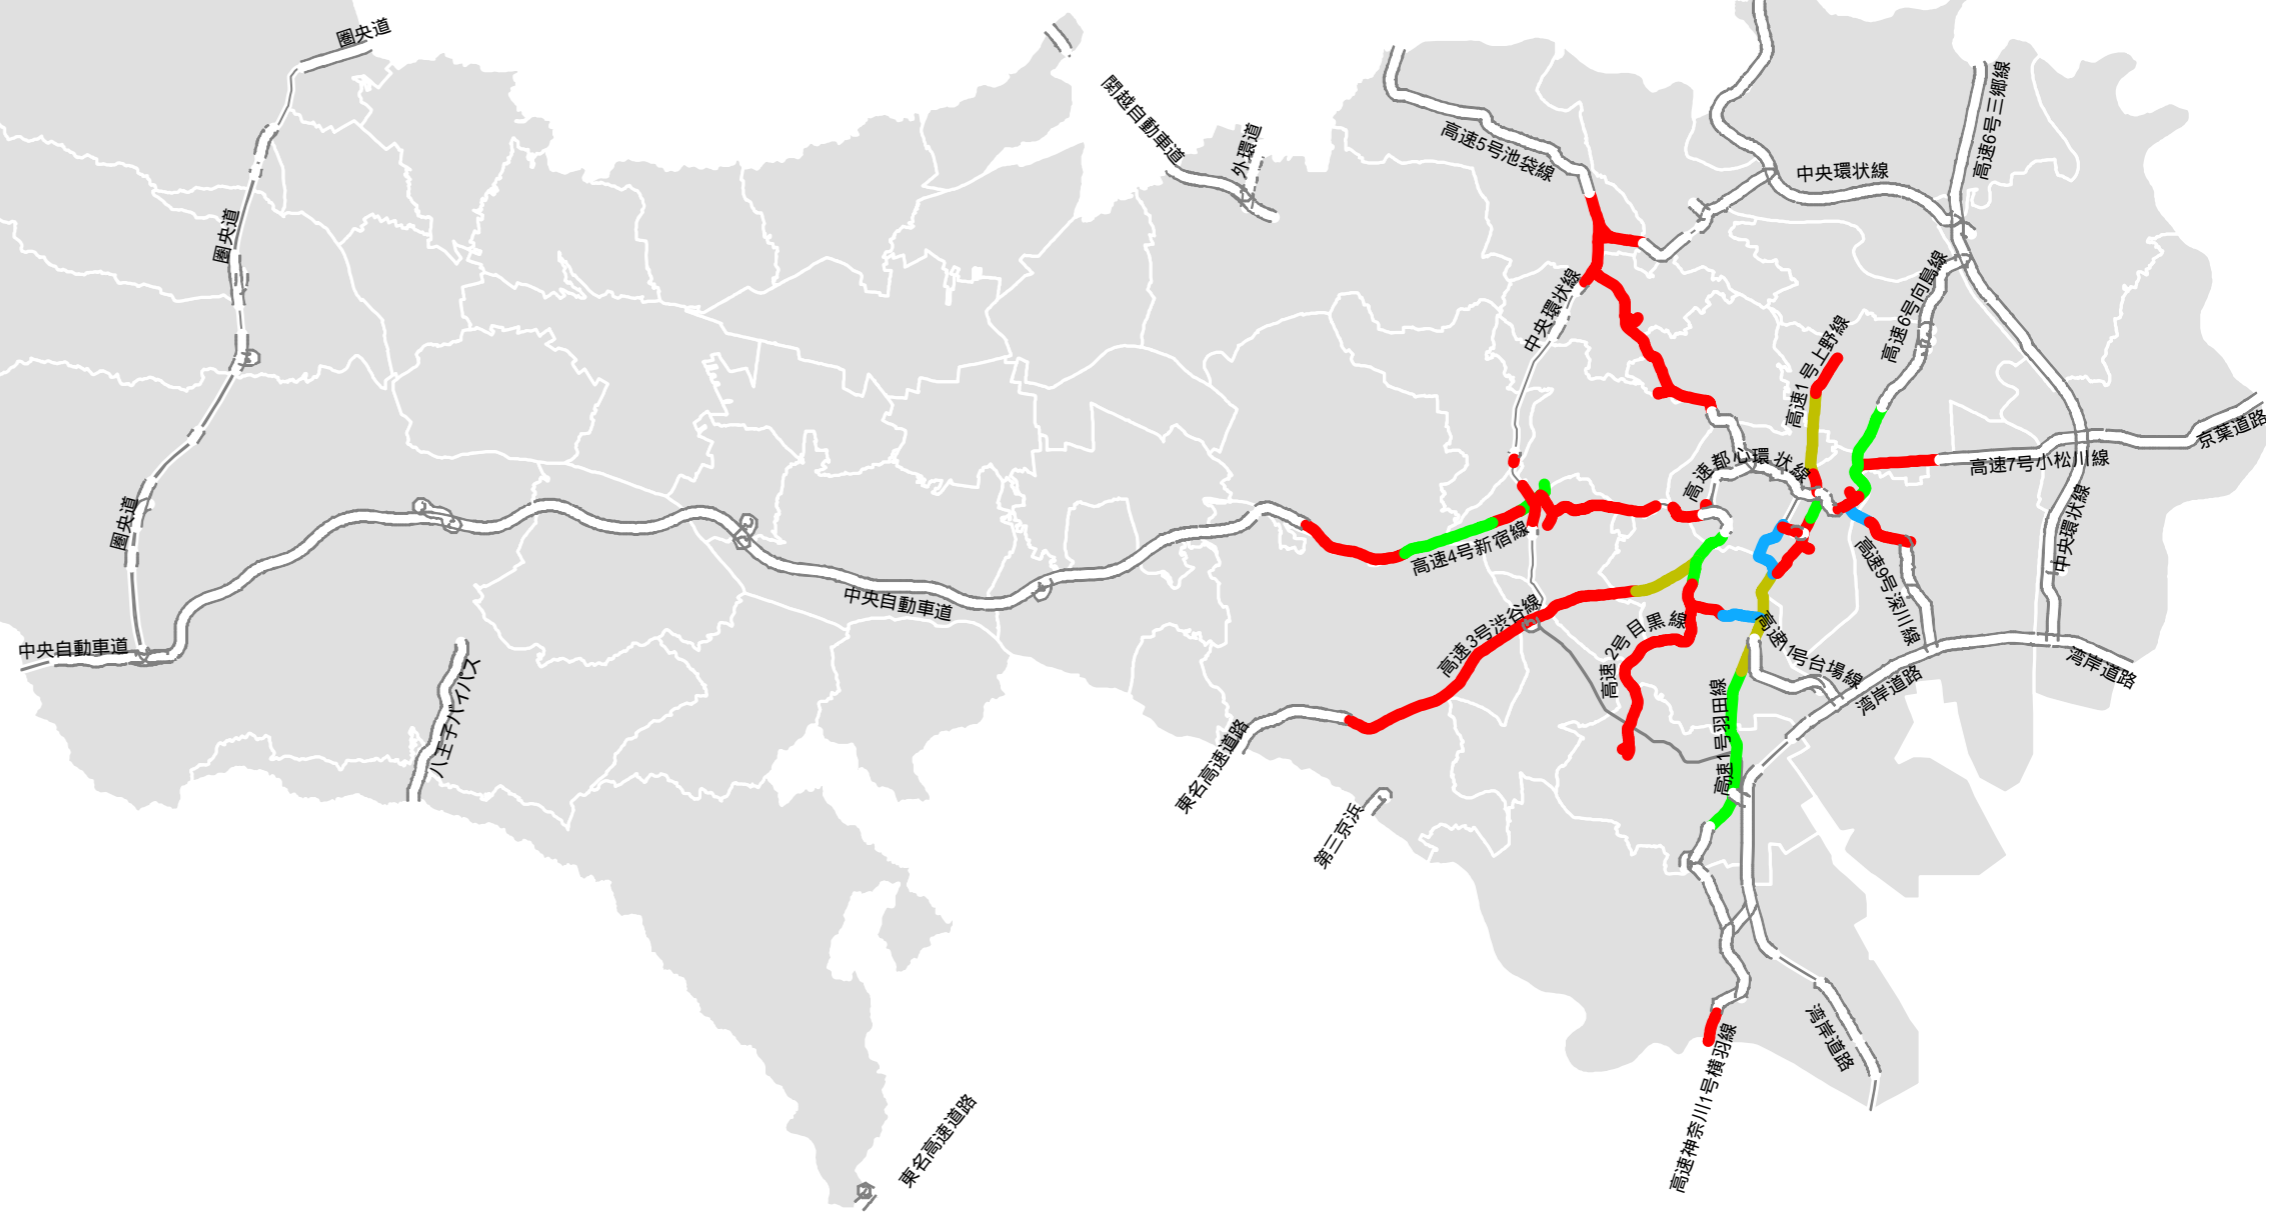 圏央道
関越自動車道
外環道
高速5号池袋線
中央環状線
高速6号三郷線
圏央道
中央環状線
高速6号向島線
高速1号上野線
京葉道路
高速7号小松川線
高速都心環状線
圏央道
高速4号新宿線
中央環状線
高速9号深川線
中央自動車道
中央自動車道
高速3号渋谷線
高速2号目黒線
高速11号台場線
湾岸道路
湾岸道路
八王子バイパス
高速1号羽田線
東名高速道路
第三京浜
湾岸道路
高速神奈川1号横羽線
東名高速道路